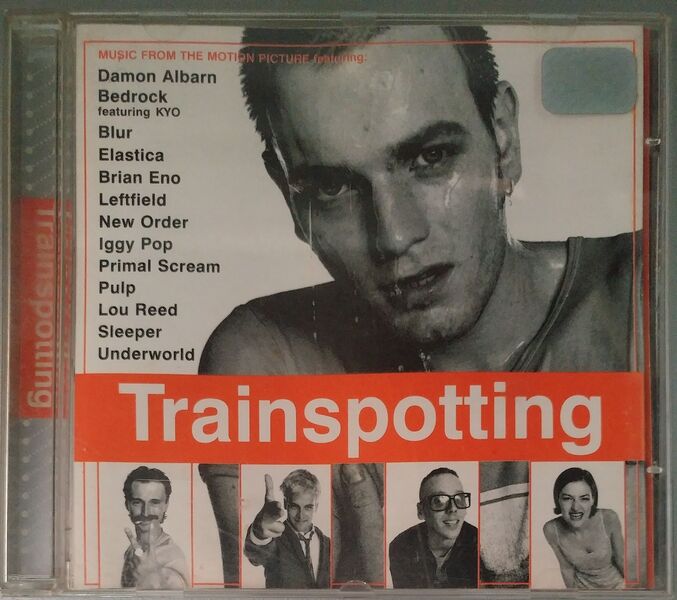 MUSIC FROM THE MOTION PICTURE featuring:
Damon Albarn
Bedrock
featuring KYO
Blur
Elastica
Brian Eno
Leftfield
New Order
Iggy Pop
Primal Scream
Pulp
Lou Reed
Sleeper
Underworld
Trainspotting
Trainspotting